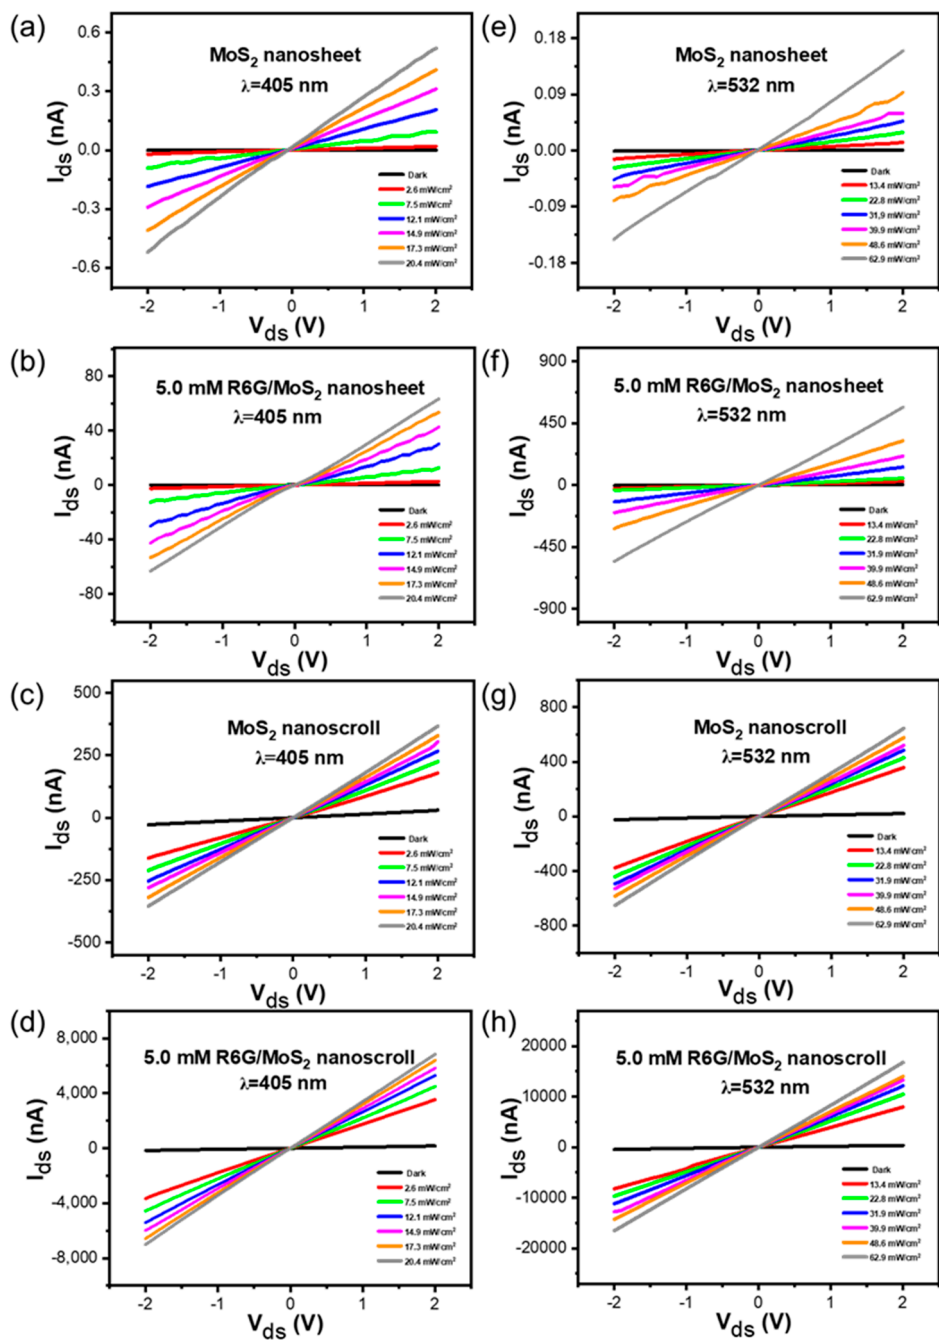 (a)
MoS₂ nanosheet
λ=405 nm
I_ds (nA)
0.6
0.3
0.0
-0.3
-0.6
Dark
2.6 mW/cm²
7.5 mW/cm²
12.1 mW/cm²
14.9 mW/cm²
17.3 mW/cm²
20.4 mW/cm²
-2 -1 0 1 2
V_ds (V)
(e)
MoS₂ nanosheet
λ=532 nm
I_ds (nA)
0.18
0.09
0.00
-0.09
-0.18
Dark
13.4 mW/cm²
22.8 mW/cm²
31.9 mW/cm²
39.9 mW/cm²
48.6 mW/cm²
62.9 mW/cm²
-2 -1 0 1 2
V_ds (V)
(b)
5.0 mM R6G/MoS₂ nanosheet
λ=405 nm
I_ds (nA)
80
40
0
-40
-80
Dark
2.6 mW/cm²
7.5 mW/cm²
12.1 mW/cm²
14.9 mW/cm²
17.3 mW/cm²
20.4 mW/cm²
-2 -1 0 1 2
V_ds (V)
(f)
5.0 mM R6G/MoS₂ nanosheet
λ=532 nm
I_ds (nA)
900
450
0
-450
-900
Dark
13.4 mW/cm²
22.8 mW/cm²
31.9 mW/cm²
39.9 mW/cm²
48.6 mW/cm²
62.9 mW/cm²
-2 -1 0 1 2
V_ds (V)
(c)
MoS₂ nanoscroll
λ=405 nm
I_ds (nA)
500
250
0
-250
-500
Dark
2.6 mW/cm²
7.5 mW/cm²
12.1 mW/cm²
14.9 mW/cm²
17.3 mW/cm²
20.4 mW/cm²
-2 -1 0 1 2
V_ds (V)
(g)
MoS₂ nanoscroll
λ=532 nm
I_ds (nA)
800
400
0
-400
-800
Dark
13.4 mW/cm²
22.8 mW/cm²
31.9 mW/cm²
39.9 mW/cm²
48.6 mW/cm²
62.9 mW/cm²
-2 -1 0 1 2
V_ds (V)
(d)
5.0 mM R6G/MoS₂ nanoscroll
λ=405 nm
I_ds (nA)
8,000
4,000
0
-4,000
-8,000
Dark
2.6 mW/cm²
7.5 mW/cm²
12.1 mW/cm²
14.9 mW/cm²
17.3 mW/cm²
20.4 mW/cm²
-2 -1 0 1 2
V_ds (V)
(h)
5.0 mM R6G/MoS₂ nanoscroll
λ=532 nm
I_ds (nA)
20000
10000
0
-10000
-20000
Dark
13.4 mW/cm²
22.8 mW/cm²
31.9 mW/cm²
39.9 mW/cm²
48.6 mW/cm²
62.9 mW/cm²
-2 -1 0 1 2
V_ds (V)